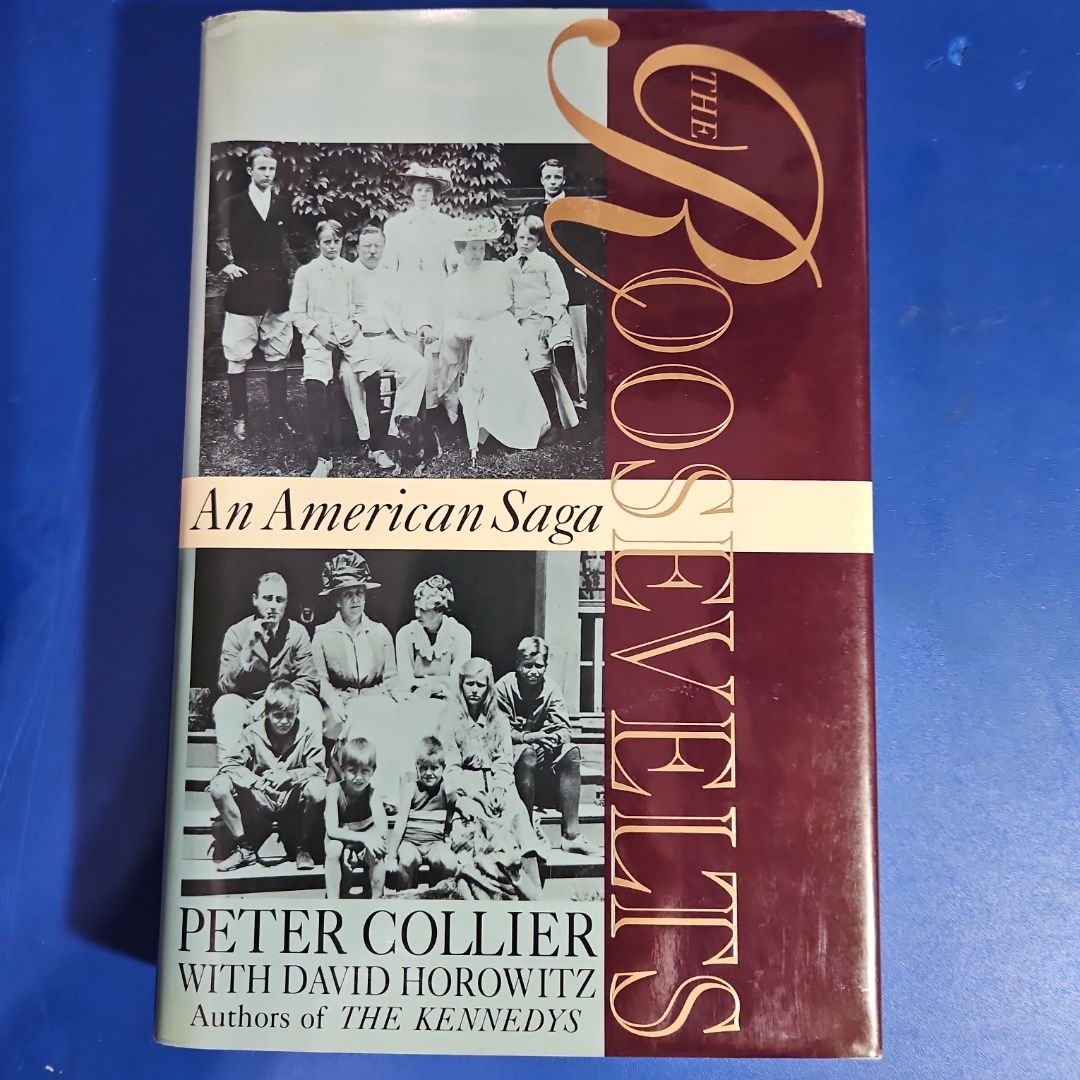 THE
ROOSEVELTS
An American Saga
PETER COLLIER
WITH DAVID HOROWITZ
Authors of THE KENNEDYS